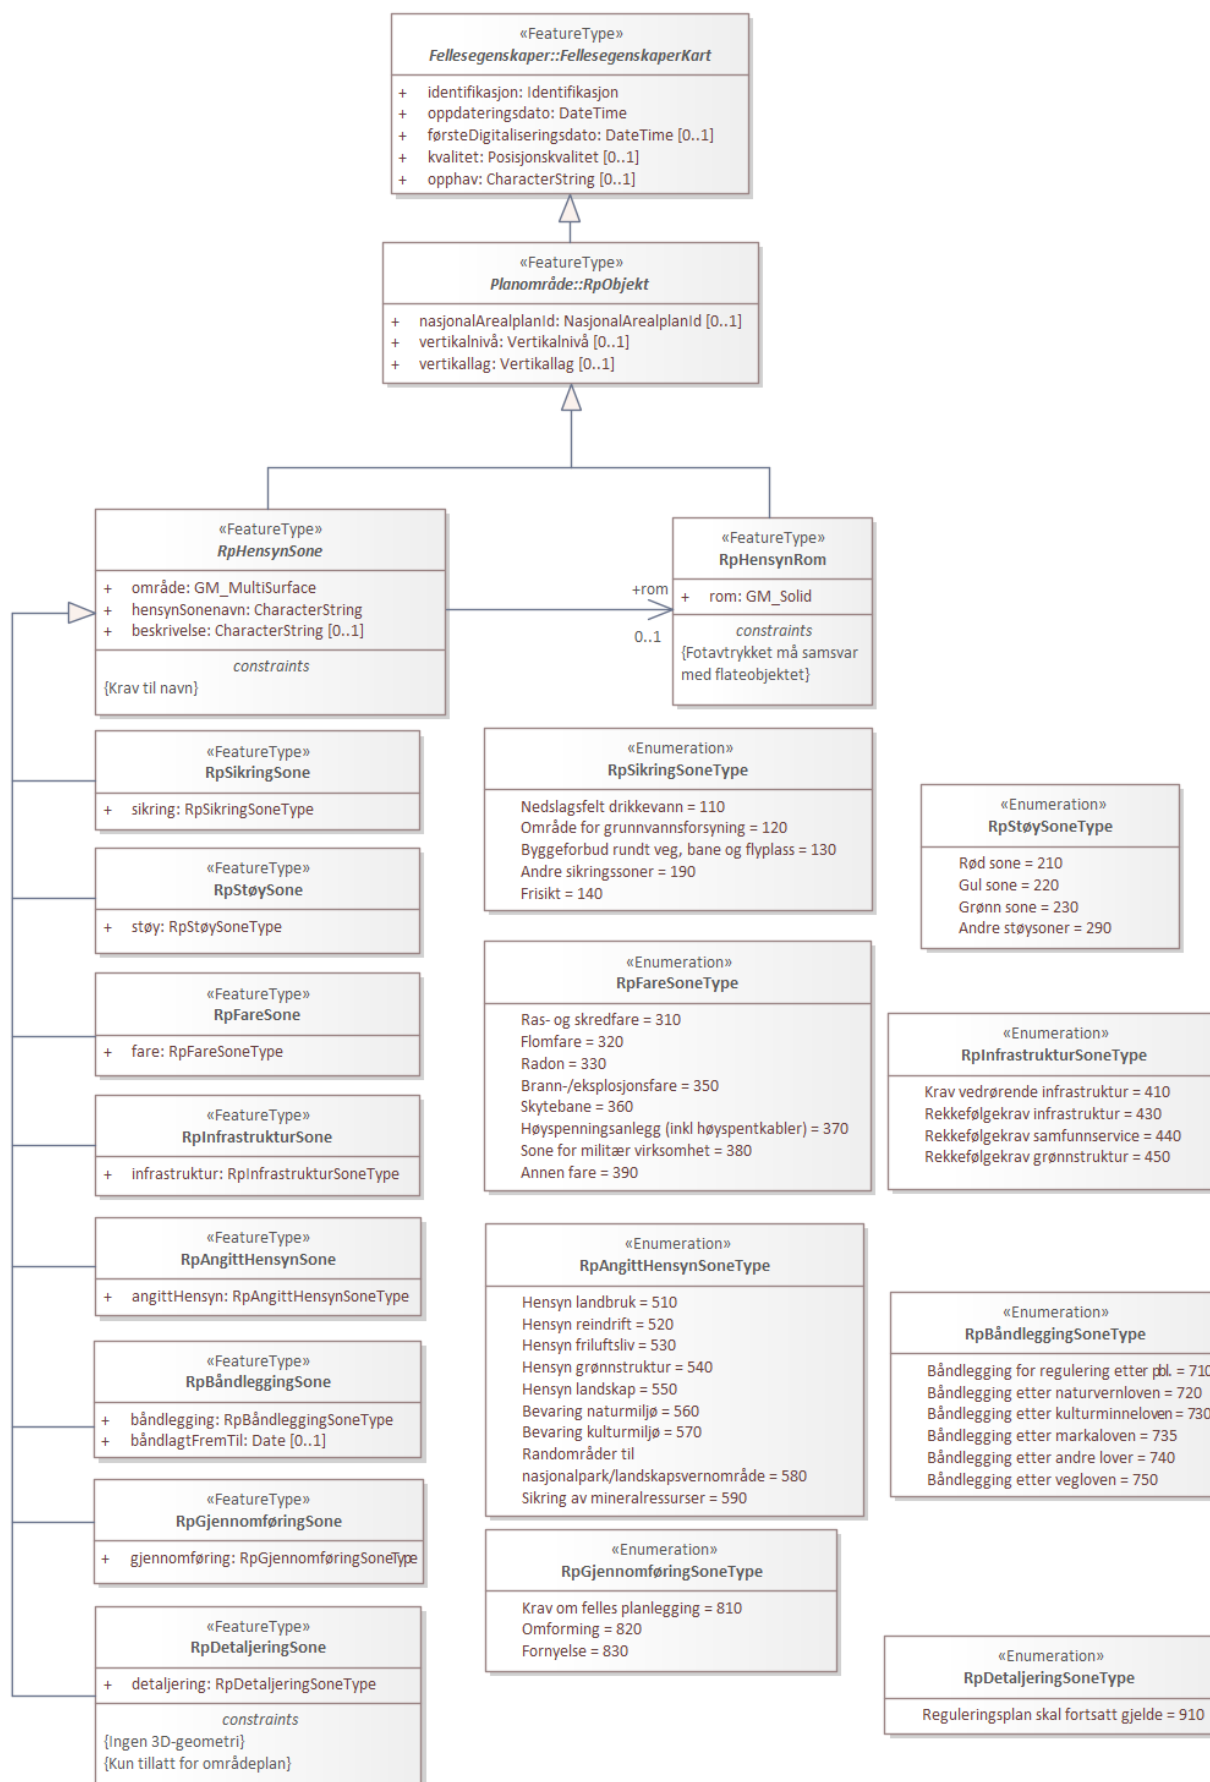 «FeatureType»
Fellesegenskaper::FellesegenskaperKart
+ identifikasjon: Identifikasjon
+ oppdateringsdato: DateTime
+ førsteDigitaliseringsdato: DateTime [0..1]
+ kvalitet: Posisjonskvalitet [0..1]
+ opphav: CharacterString [0..1]
«FeatureType»
Planområde::RpObjekt
+ nasjonalArealplanId: NasjonalArealplanId [0..1]
+ vertikalnivå: Vertikalnivå [0..1]
+ vertikallag: Vertikallag [0..1]
«FeatureType»
RpHensynSone
+ område: GM_MultiSurface
+ hensynSonenavn: CharacterString
+ beskrivelse: CharacterString [0..1]
constraints
{Krav til navn}
+rom
0..1
«FeatureType»
RpHensynRom
+ rom: GM_Solid
constraints
{Fotavtrykket må samsvar
med flateobjektet}
«FeatureType»
RpSikringSone
+ sikring: RpSikringSoneType
«Enumeration»
RpSikringSoneType
Nedslagsfelt drikkevann = 110
Område for grunnvannsforsyning = 120
Byggeforbud rundt veg, bane og flyplass = 130
Andre sikringssoner = 190
Frisikt = 140
«Enumeration»
RpStøySoneType
Rød sone = 210
Gul sone = 220
Grønn sone = 230
Andre støysoner = 290
«FeatureType»
RpStøySone
+ støy: RpStøySoneType
«FeatureType»
RpFareSone
+ fare: RpFareSoneType
«Enumeration»
RpFareSoneType
Ras- og skredfare = 310
Flomfare = 320
Radon = 330
Brann-/eksplosjonsfare = 350
Skytebane = 360
Høyspenningsanlegg (inkl høyspentkabler) = 370
Sone for militær virksomhet = 380
Annen fare = 390
«Enumeration»
RpInfrastrukturSoneType
Krav vedrørende infrastruktur = 410
Rekkefølgekrav infrastruktur = 430
Rekkefølgekrav samfunnservice = 440
Rekkefølgekrav grønnstruktur = 450
«FeatureType»
RpInfrastrukturSone
+ infrastruktur: RpInfrastrukturSoneType
«FeatureType»
RpAngittHensynSone
+ angittHensyn: RpAngittHensynSoneType
«Enumeration»
RpAngittHensynSoneType
Hensyn landbruk = 510
Hensyn reindrift = 520
Hensyn friluftsliv = 530
Hensyn grønnstruktur = 540
Hensyn landskap = 550
Bevaring naturmiljø = 560
Bevaring kulturmiljø = 570
Randområder til
nasjonalpark/landskapsvernområde = 580
Sikring av mineralressurser = 590
«Enumeration»
RpBåndleggingSoneType
Båndlegging for regulering etter pbl. = 710
Båndlegging etter naturvernloven = 720
Båndlegging etter kulturminneloven = 730
Båndlegging etter markaloven = 735
Båndlegging etter andre lover = 740
Båndlegging etter vegloven = 750
«FeatureType»
RpBåndleggingSone
+ båndlegging: RpBåndleggingSoneType
+ båndlagtFremTil: Date [0..1]
«FeatureType»
RpGjennomføringSone
+ gjennomføring: RpGjennomføringSoneType
«Enumeration»
RpGjennomføringSoneType
Krav om felles planlegging = 810
Omforming = 820
Fornyelse = 830
«FeatureType»
RpDetaljeringSone
+ detaljering: RpDetaljeringSoneType
constraints
{Ingen 3D-geometri}
{Kun tillatt for områdeplan}
«Enumeration»
RpDetaljeringSoneType
Reguleringsplan skal fortsatt gjelde = 910